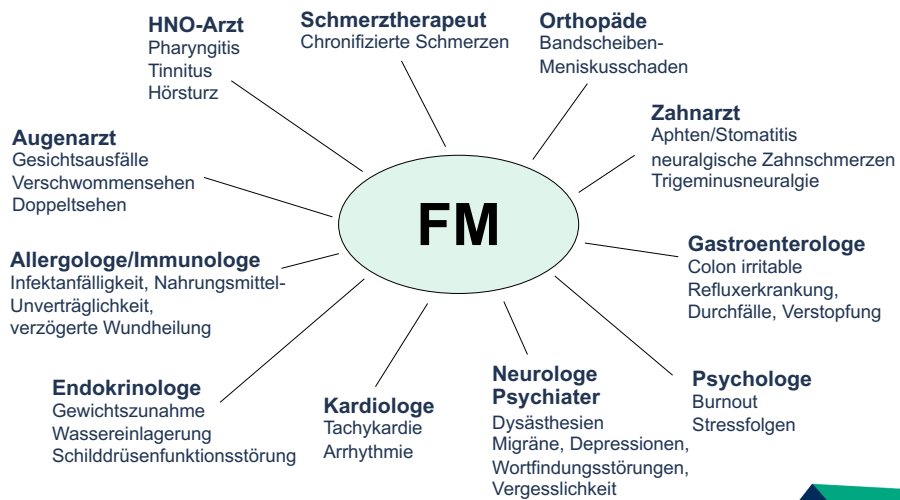 HNO-Arzt
Pharyngitis
Tinnitus
Hörsturz
Schmerztherapeut
Chronifizierte Schmerzen
Orthopäde
Bandscheiben-
Meniskusschaden
Zahnarzt
Aphten/Stomatitis
neuralgische Zahnschmerzen
Trigeminusneuralgie
Augenarzt
Gesichtsausfälle
Verschwommensehen
Doppeltsehen
FM
Allergologe/Immunologe
Infektanfälligkeit, Nahrungsmittel-
Unverträglichkeit,
verzögerte Wundheilung
Gastroenterologe
Colon irritable
Refluxerkrankung,
Durchfälle, Verstopfung
Endokrinologe
Gewichtszunahme
Wassereinlagerung
Schilddrüsenfunktionsstörung
Kardiologe
Tachykardie
Arrhythmie
Neurologe
Psychiater
Dysästhesien
Migräne, Depressionen,
Wortfindungsstörungen,
Vergesslichkeit
Psychologe
Burnout
Stressfolgen